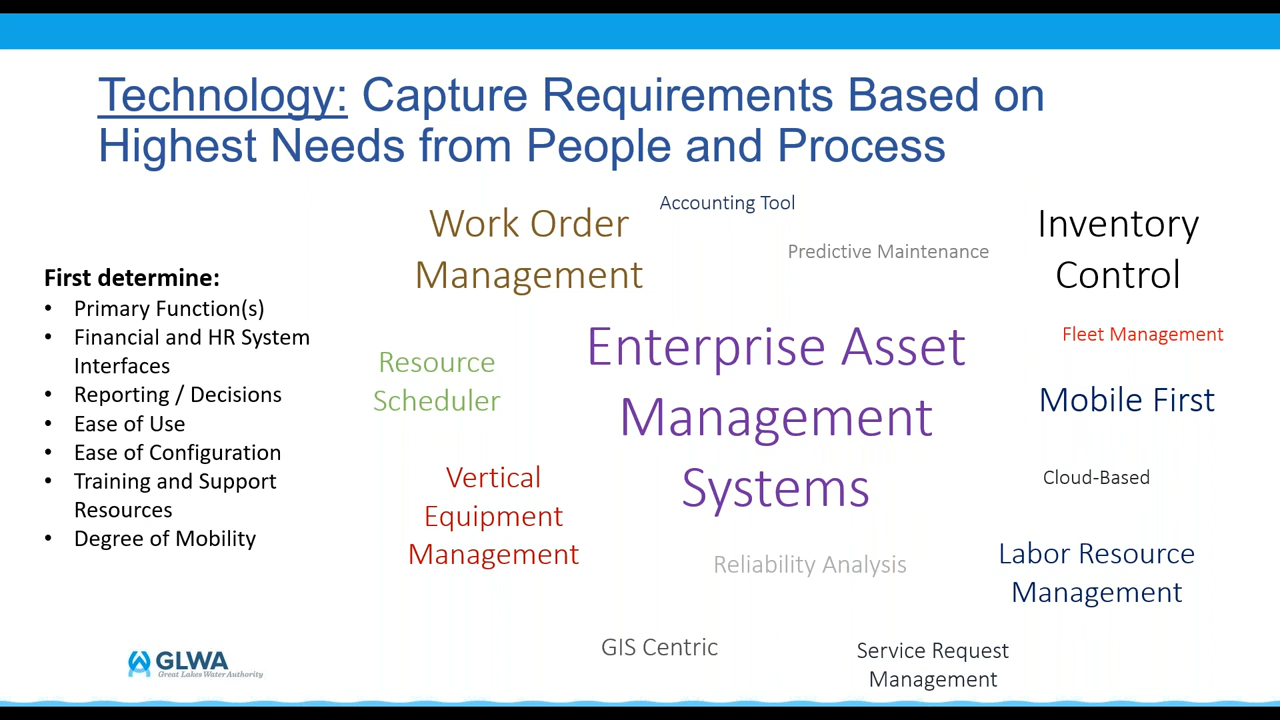 Technology: Capture Requirements Based on
Highest Needs from People and Process
First determine:
• Primary Function(s)
• Financial and HR System
Interfaces
• Reporting / Decisions
• Ease of Use
• Ease of Configuration
• Training and Support
Resources
• Degree of Mobility
Work Order
Management
Accounting Tool
Predictive Maintenance
Inventory
Control
Fleet Management
Resource
Scheduler
Enterprise Asset
Management
Systems
Mobile First
Vertical
Equipment
Management
Cloud-Based
Reliability Analysis
Labor Resource
Management
GIS Centric
Service Request
Management
GLWA
Great Lakes Water Authority